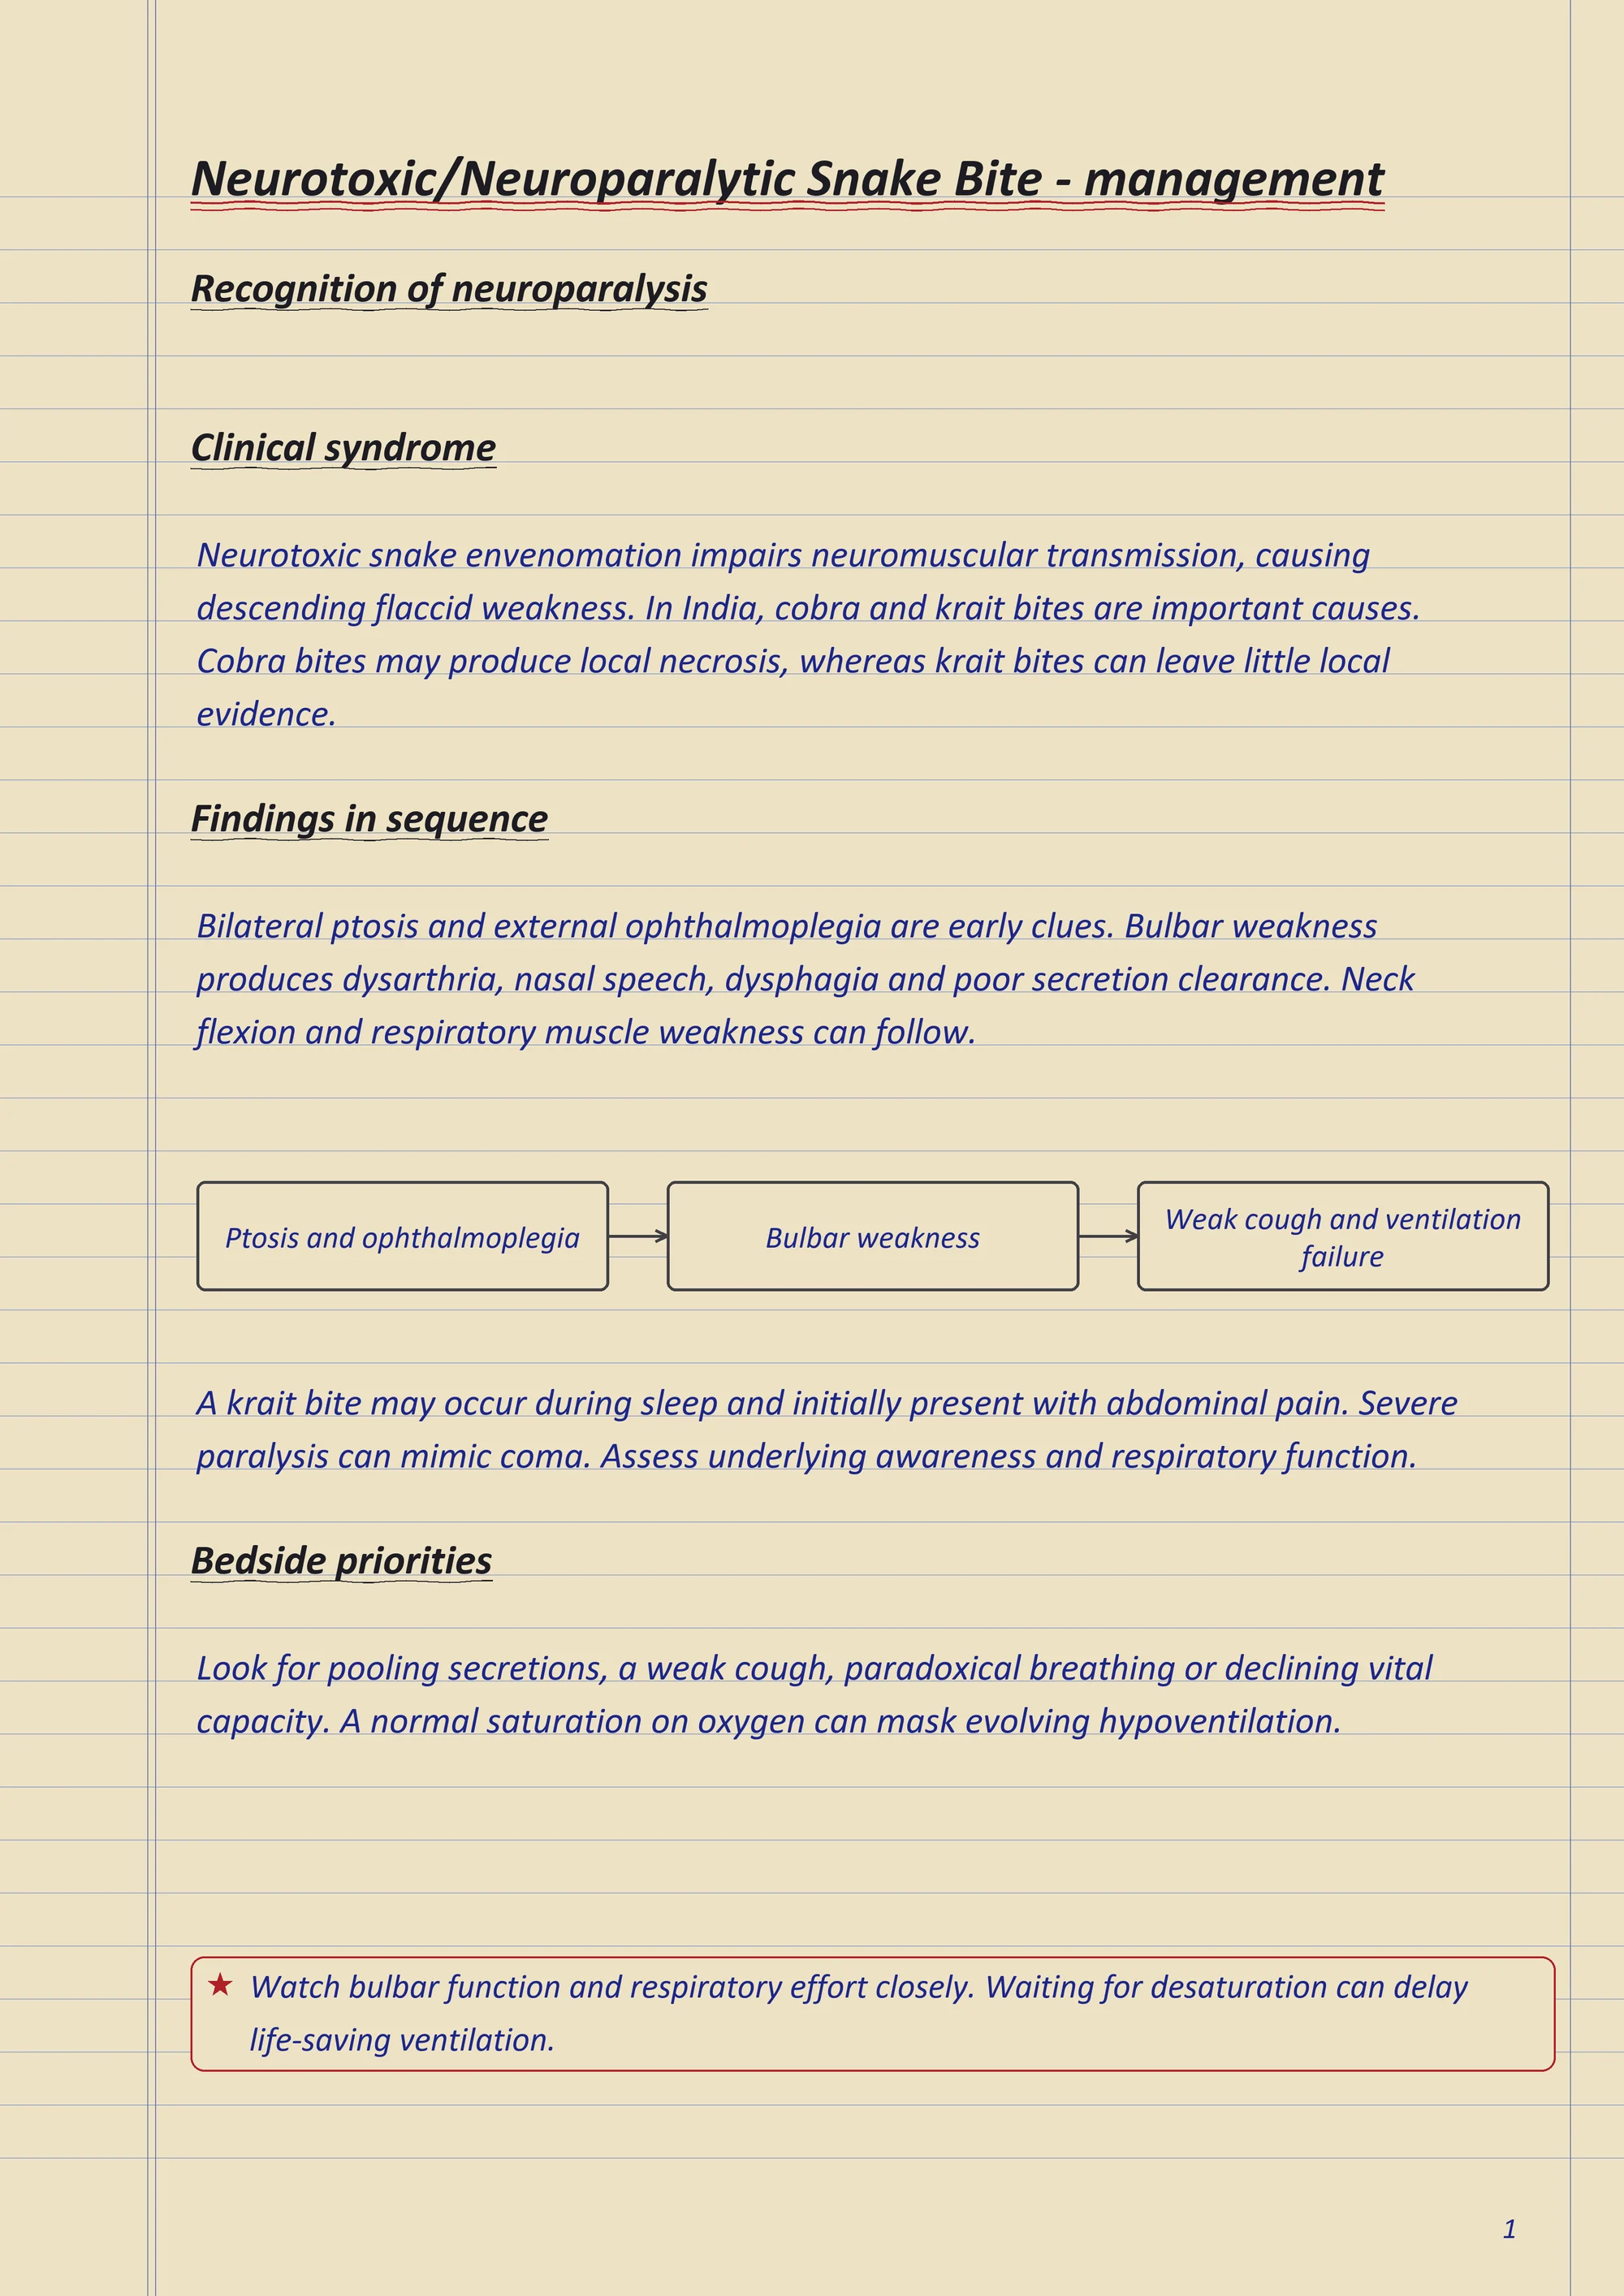 Neurotoxic/Neuroparalytic Snake Bite - management
Recognition of neuroparalysis
Clinical syndrome
Neurotoxic snake envenomation impairs neuromuscular transmission, causing
descending flaccid weakness. In India, cobra and krait bites are important causes.
Cobra bites may produce local necrosis, whereas krait bites can leave little local
evidence.
Findings in sequence
Bilateral ptosis and external ophthalmoplegia are early clues. Bulbar weakness
produces dysarthria, nasal speech, dysphagia and poor secretion clearance. Neck
flexion and respiratory muscle weakness can follow.
Ptosis and ophthalmoplegia
Bulbar weakness
Weak cough and ventilation
failure
A krait bite may occur during sleep and initially present with abdominal pain. Severe
paralysis can mimic coma. Assess underlying awareness and respiratory function.
Bedside priorities
Look for pooling secretions, a weak cough, paradoxical breathing or declining vital
capacity. A normal saturation on oxygen can mask evolving hypoventilation.
★ Watch bulbar function and respiratory effort closely. Waiting for desaturation can delay
life-saving ventilation.
1